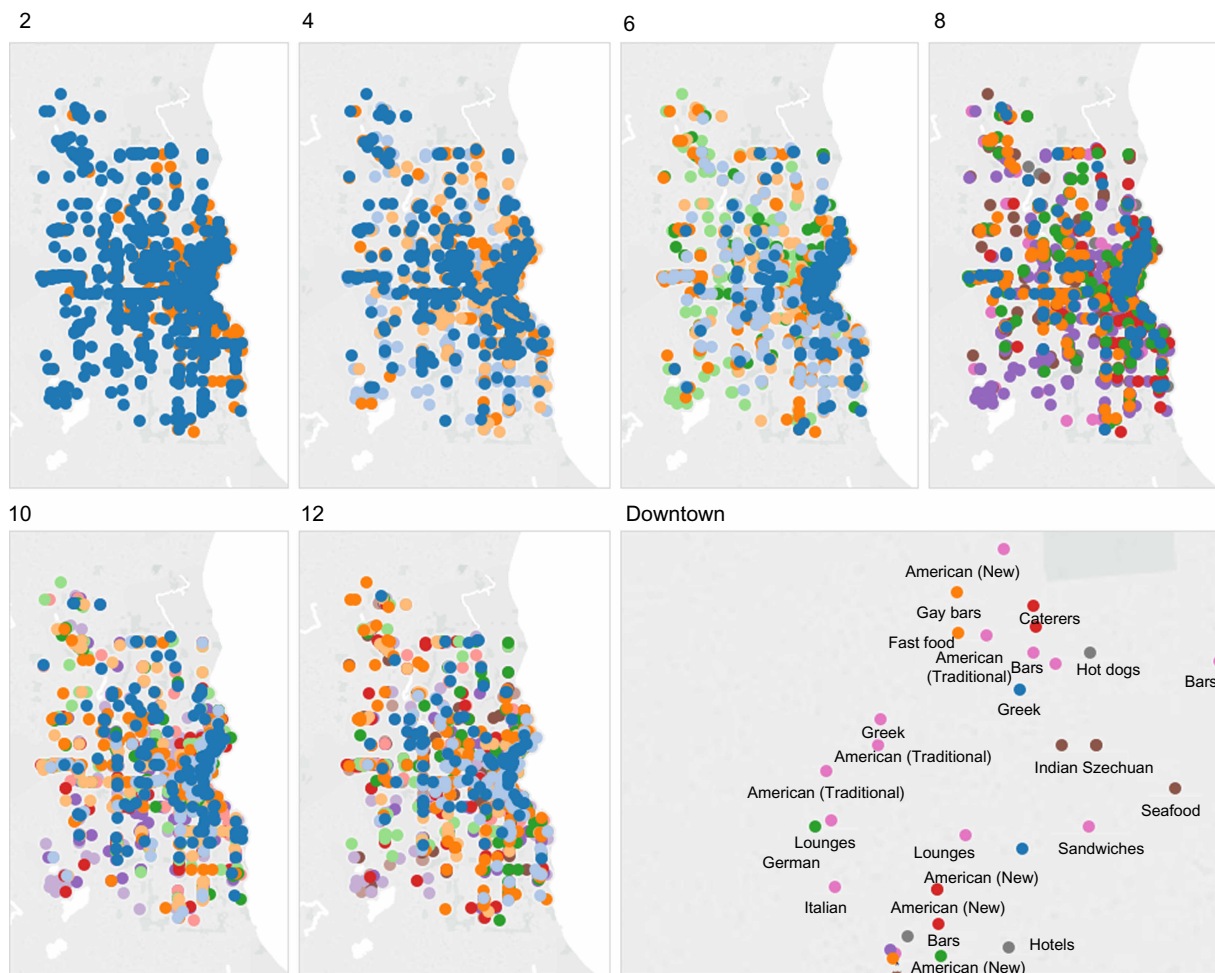 2
4
6
8
10
12
Downtown
American (New)
Gay bars
Caterers
Fast food
American
(Traditional)
Bars
Hot dogs
Bars
Greek
Greek
American (Traditional)
Indian Szechuan
American (Traditional)
Seafood
Lounges
German
Lounges
Sandwiches
American (New)
Italian
American (New)
Bars
Hotels
American (New)